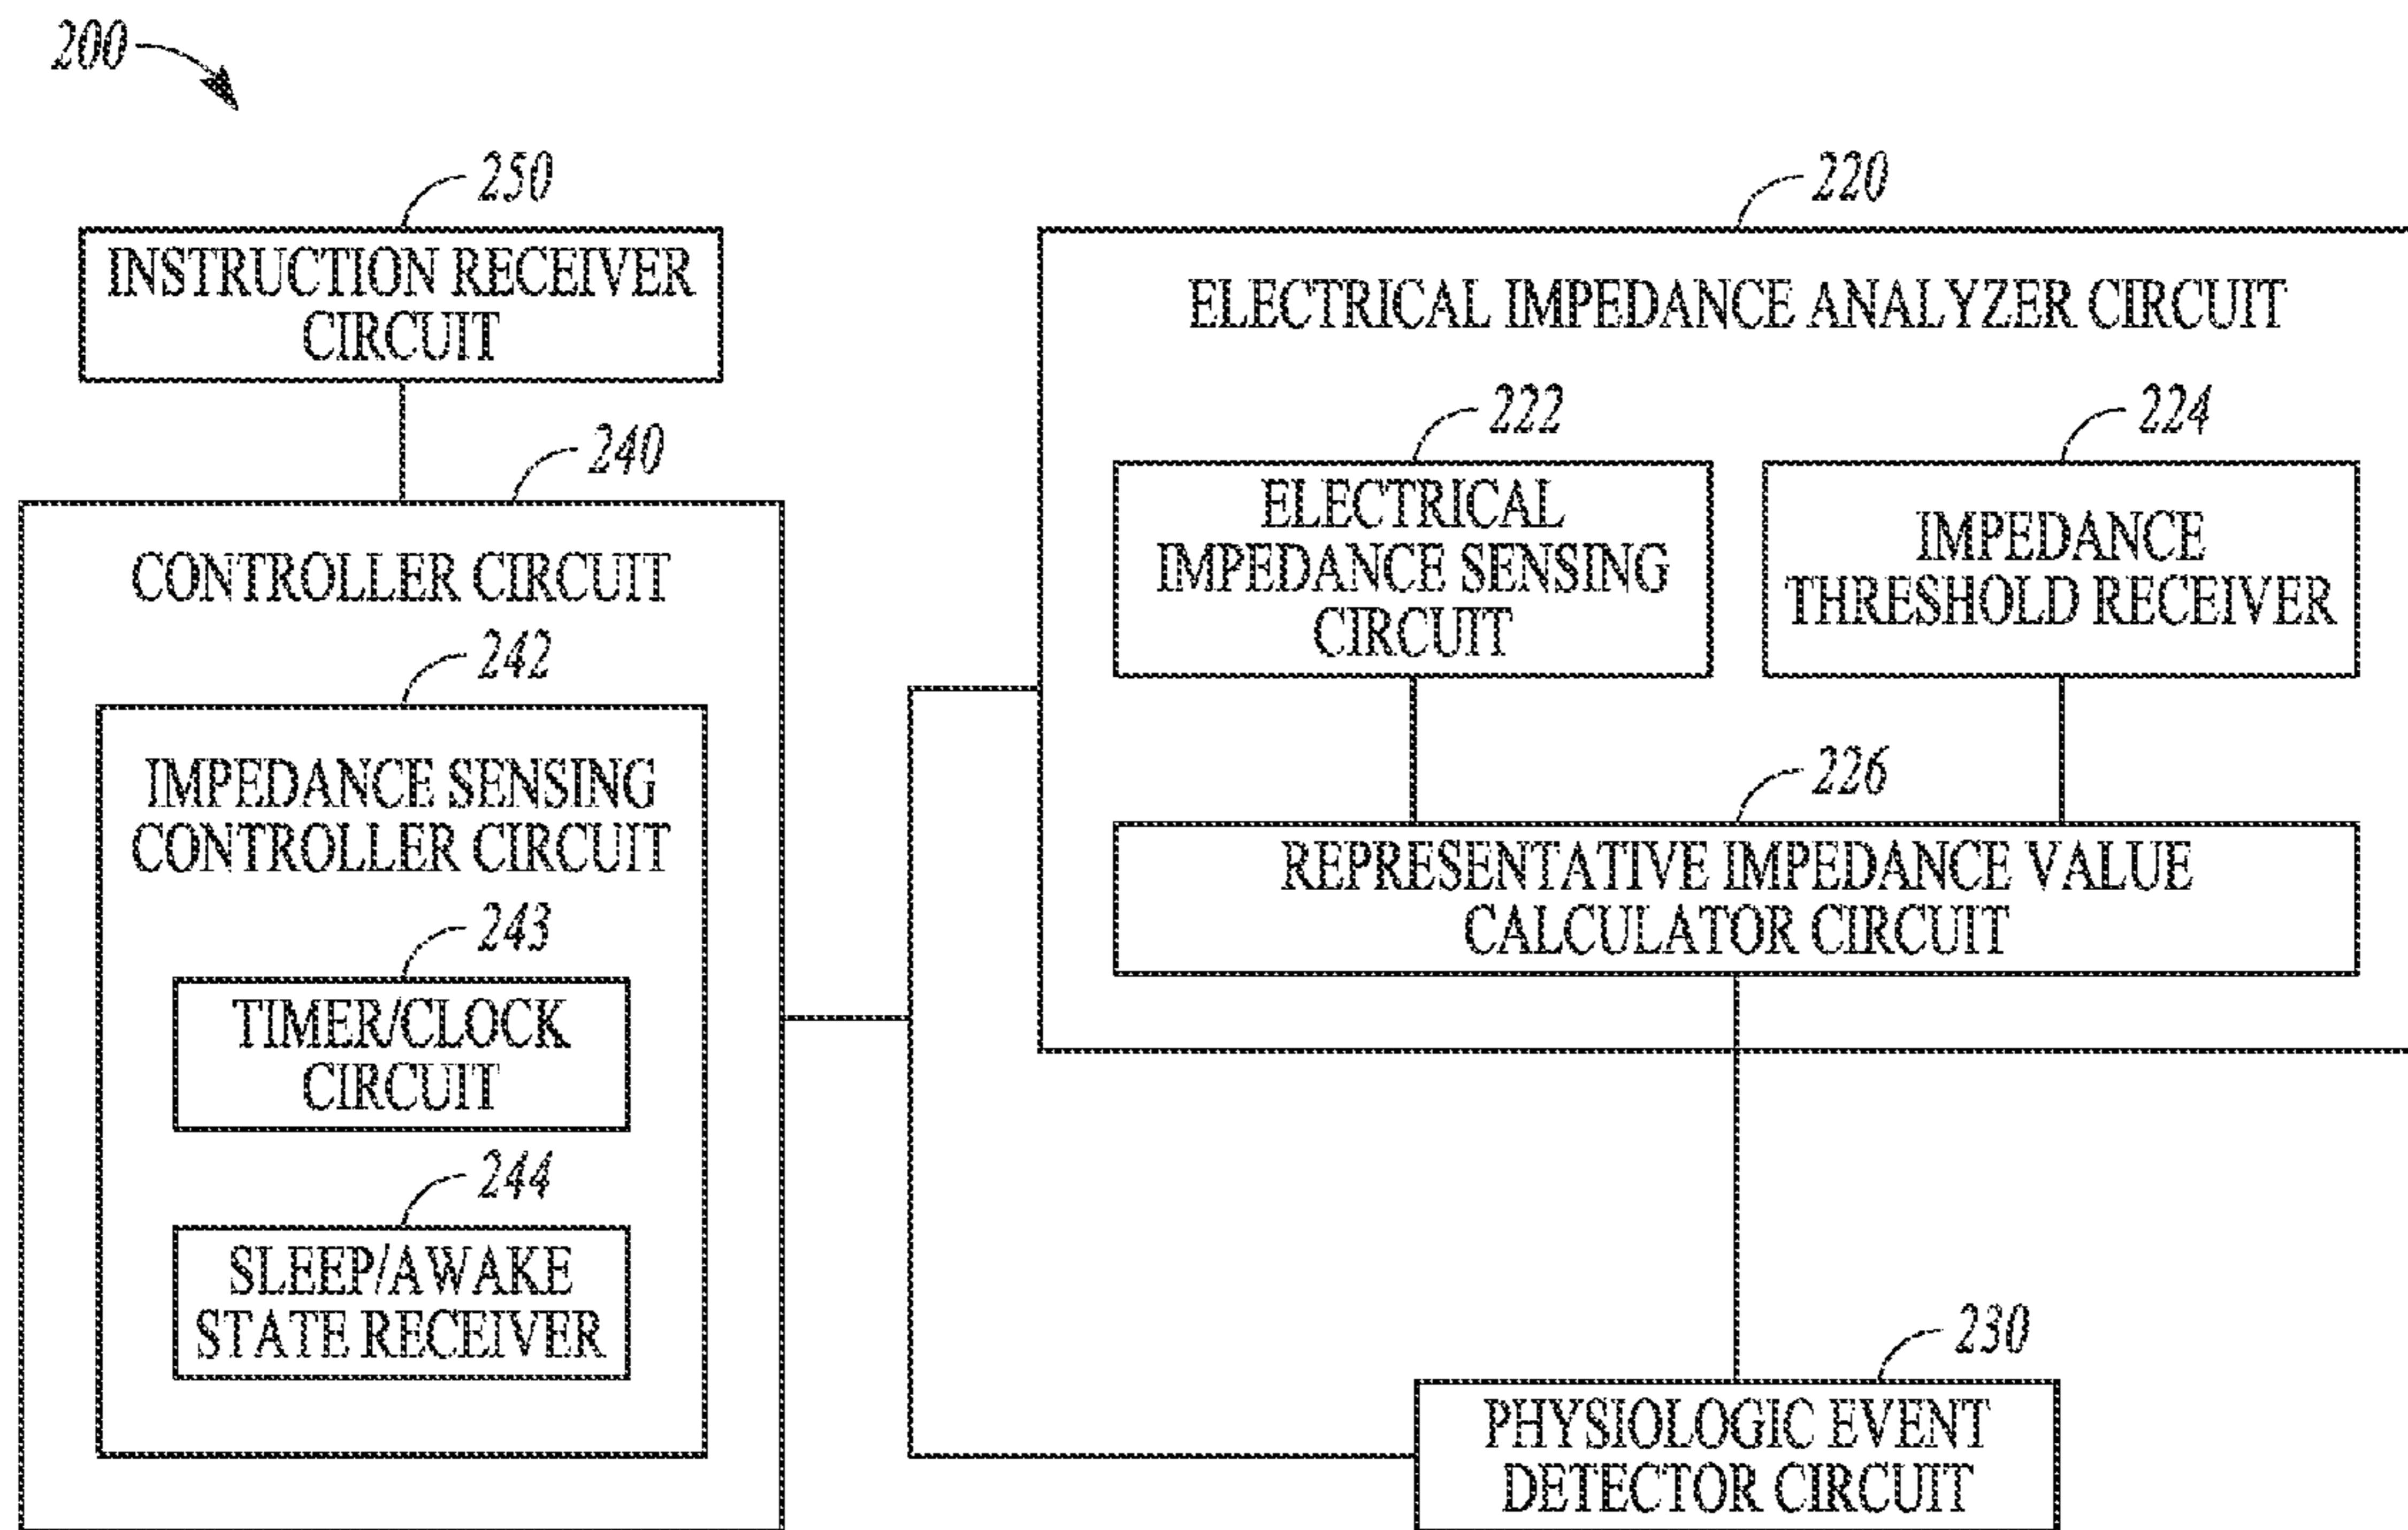 200
250
INSTRUCTION RECEIVER
CIRCUIT
240
CONTROLLER CIRCUIT
242
IMPEDANCE SENSING
CONTROLLER CIRCUIT
243
TIMER/CLOCK
CIRCUIT
244
SLEEP/AWAKE
STATE RECEIVER
220
ELECTRICAL IMPEDANCE ANALYZER CIRCUIT
222
ELECTRICAL
IMPEDANCE SENSING
CIRCUIT
224
IMPEDANCE
THRESHOLD RECEIVER
226
REPRESENTATIVE IMPEDANCE VALUE
CALCULATOR CIRCUIT
230
PHYSIOLOGIC EVENT
DETECTOR CIRCUIT